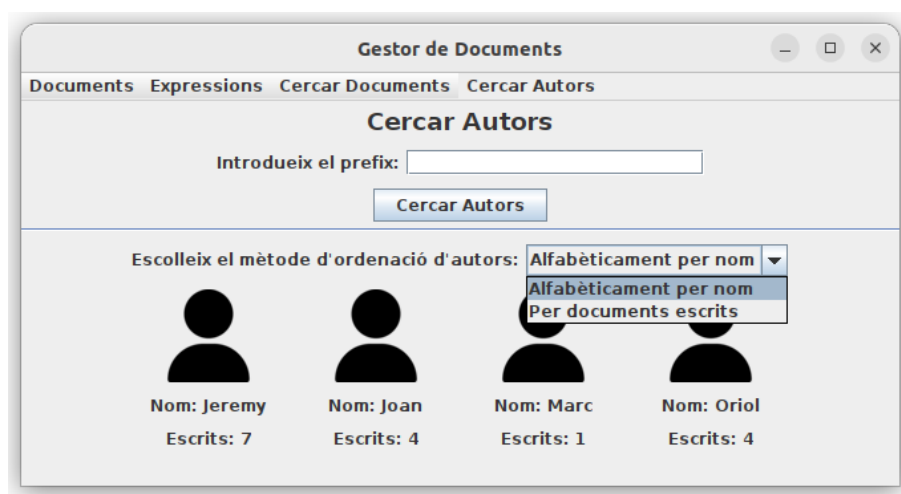 Gestor de Documents
Documents Expressions Cercar Documents Cercar Autors
Cercar Autors
Introdueix el prefix:
Cercar Autors
Escolleix el mètode d'ordenació d'autors: Alfabèticament per nom
Alfabèticament per nom
Per documents escrits
Nom: Jeremy Nom: Joan Nom: Marc Nom: Oriol
Escrits: 7 Escrits: 4 Escrits: 1 Escrits: 4